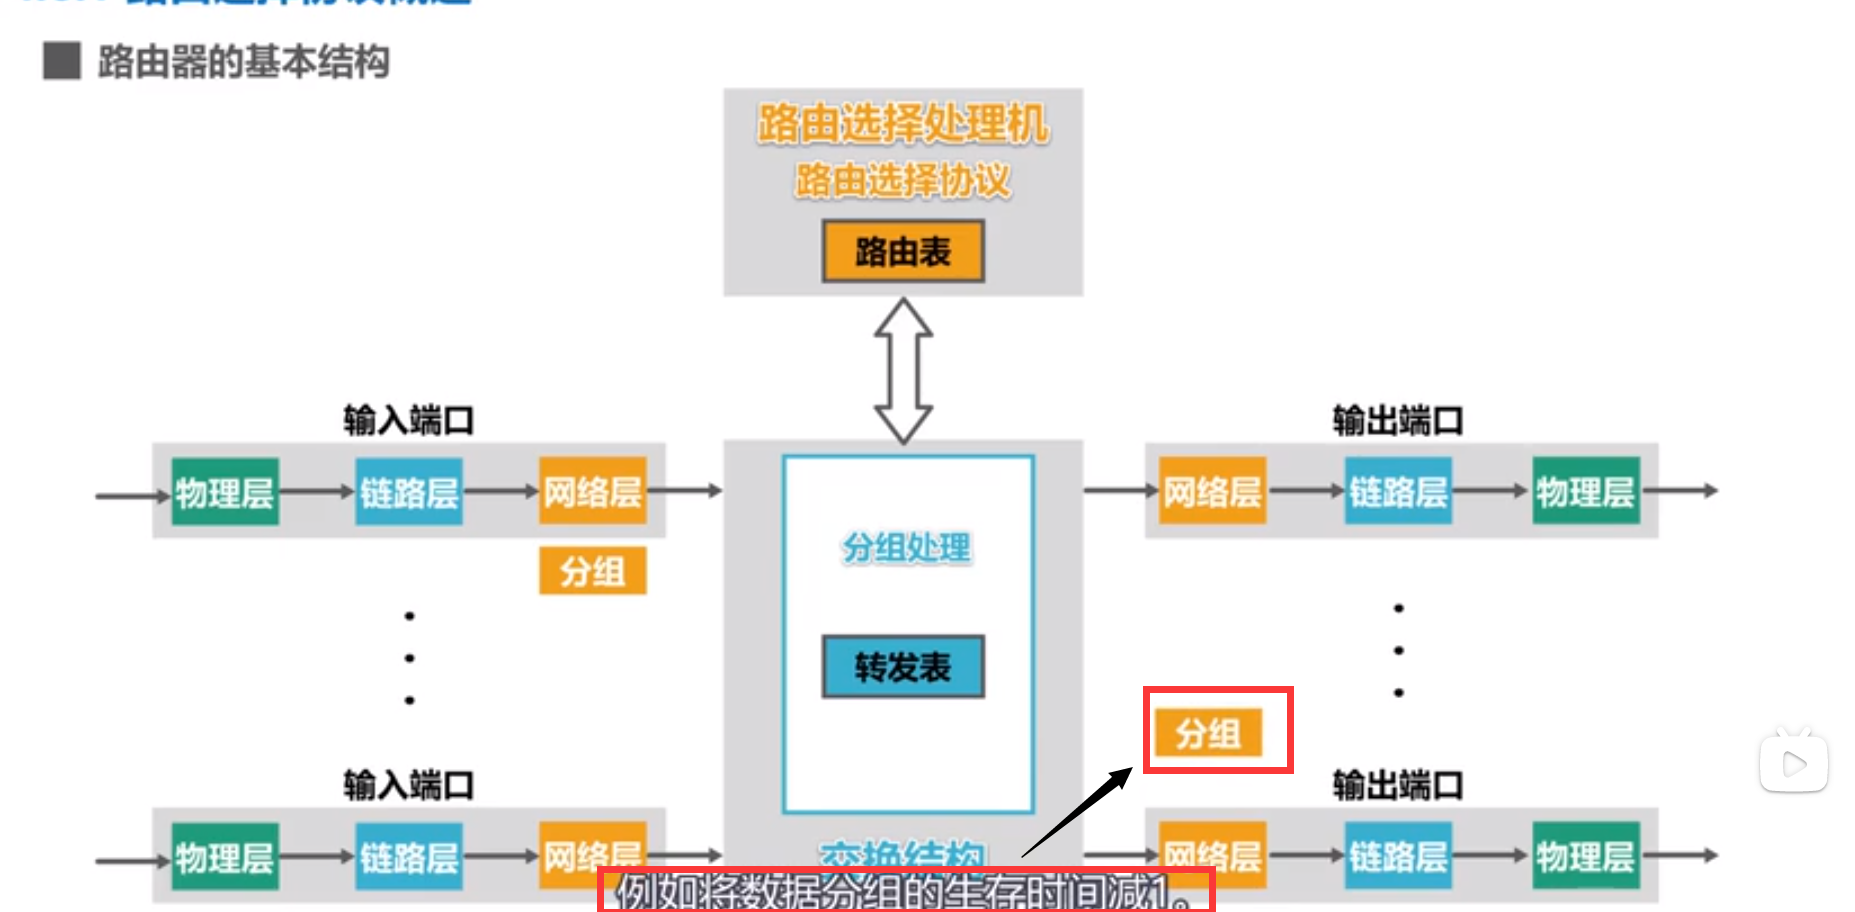 路由器的基本结构
路由选择处理机
路由选择协议
路由表
输入端口
输出端口
物理层 链路层 网络层
网络层 链路层 物理层
分组
分组处理
转发表
分组
输入端口
输出端口
物理层 链路层 网络层
交换结构
网络层 链路层 物理层
例如将数据分组的生存时间减1。